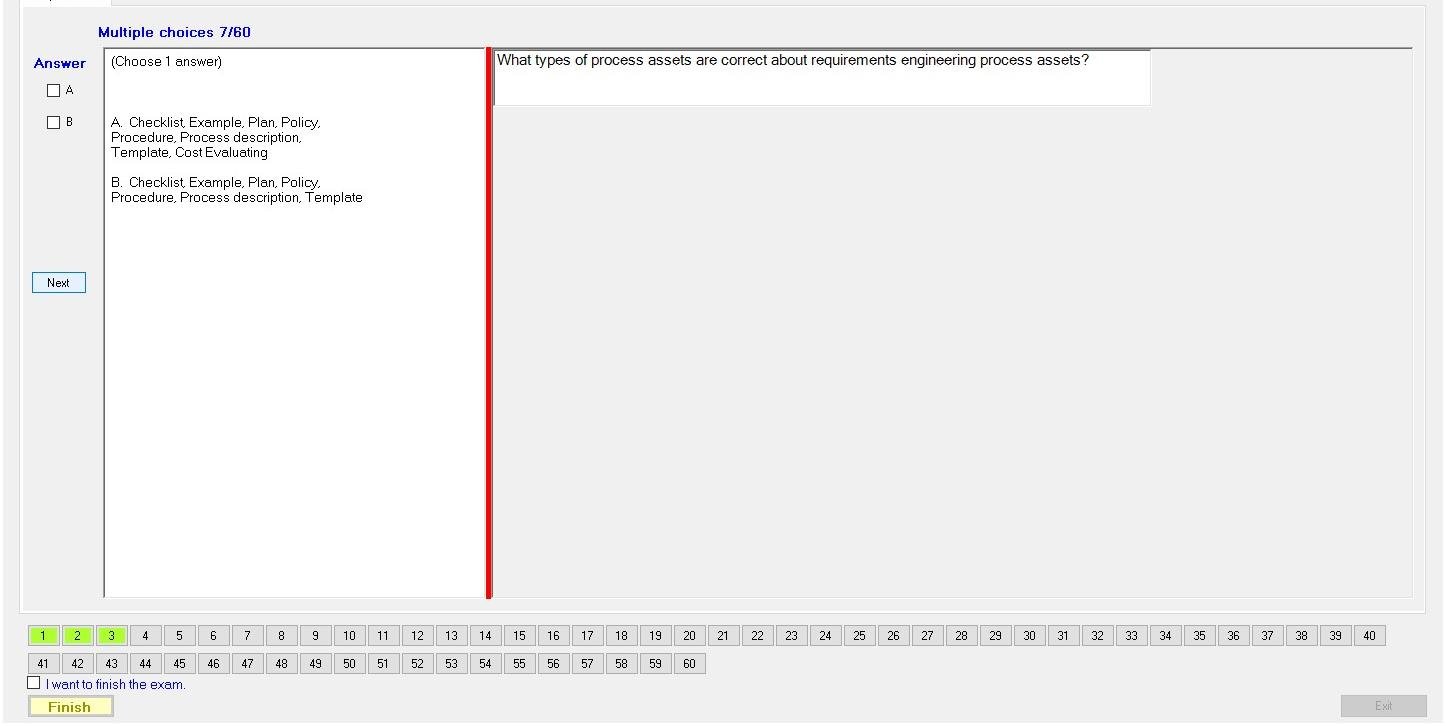 Multiple choices 7/60
Answer
A
B
Next
(Choose 1 answer)
A. Checklist, Example, Plan, Policy,
Procedure, Process description,
Template, Cost Evaluating
B. Checklist, Example, Plan, Policy,
Procedure, Process description, Template
What types of process assets are correct about requirements engineering process assets?
1 2 3 4 5 6 7 8 9 10 11 12 13 14 15 16 17 18 19 20 21 22 23 24 25 26 27 28 29 30 31 32 33 34 35 36 37 38 39 40
41 42 43 44 45 46 47 48 49 50 51 52 53 54 55 56 57 58 59 60
I want to finish the exam.
Finish
Exit